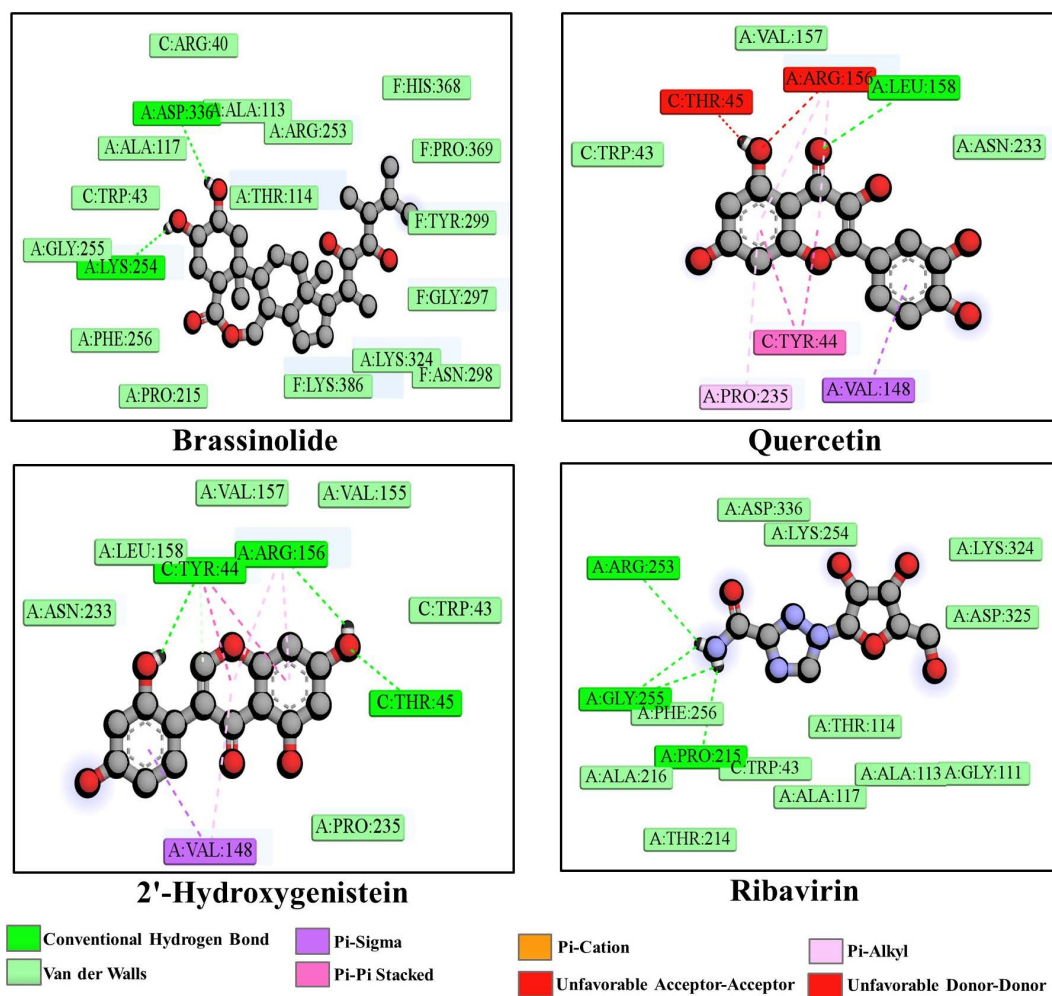 C:ARG:40
F:HIS:368
A:ASP:336
A:ALA:113
A:ARG:253
A:ALA:117
F:PRO:369
C:TRP:43
A:THR:114
F:TYR:299
A:GLY:255
A:LYS:254
F:GLY:297
A:PHE:256
A:LYS:324
F:ASN:298
F:LYS:386
A:PRO:215
Brassinolide
A:VAL:157
A:ARG:156
A:LEU:158
C:THR:45
C:TRP:43
A:ASN:233
C:TYR:44
A:PRO:235
A:VAL:148
Quercetin
A:VAL:157
A:VAL:155
A:LEU:158
A:ARG:156
C:TYR:44
A:ASN:233
C:TRP:43
C:THR:45
A:PRO:235
A:VAL:148
2'-Hydroxygenistein
A:ASP:336
A:LYS:254
A:ARG:253
A:LYS:324
A:ASP:325
A:GLY:255
A:PHE:256
A:THR:114
A:PRO:215
A:ALA:216
C:TRP:43
A:ALA:113
A:GLY:111
A:ALA:117
A:THR:214
Ribavirin
Conventional Hydrogen Bond
Van der Walls
Pi-Sigma
Pi-Pi Stacked
Pi-Cation
Unfavorable Acceptor-Acceptor
Pi-Alkyl
Unfavorable Donor-Donor